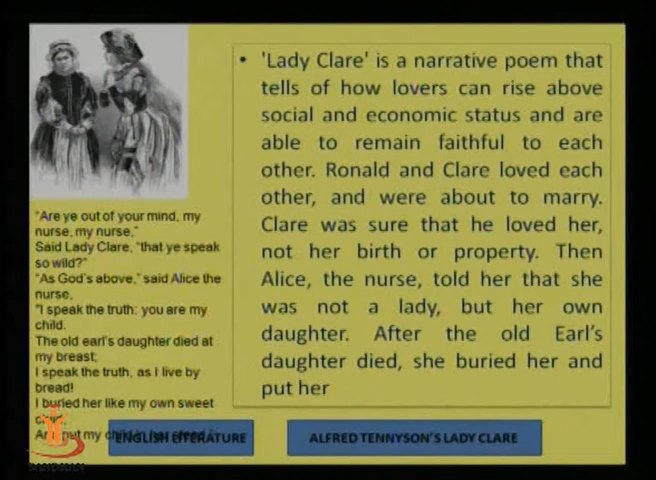 "Are ye out of your mind, my
nurse, my nurse,"
Said Lady Clare, "that ye speak
so wild?"
"As God's above," said Alice the
nurse,
"I speak the truth: you are my
child.
The old earl's daughter died at
my breast;
I speak the truth, as I live by
bread!
I buried her like my own sweet
put my child in her
• 'Lady Clare' is a narrative poem that
tells of how lovers can rise above
social and economic status and are
able to remain faithful to each
other. Ronald and Clare loved each
other, and were about to marry.
Clare was sure that he loved her,
not her birth or property. Then
Alice, the nurse, told her that she
was not a lady, but her own
daughter. After the old Earl's
daughter died, she buried her and
put her
ENGLISH LITERATURE
ALFRED TENNYSON'S LADY CLARE